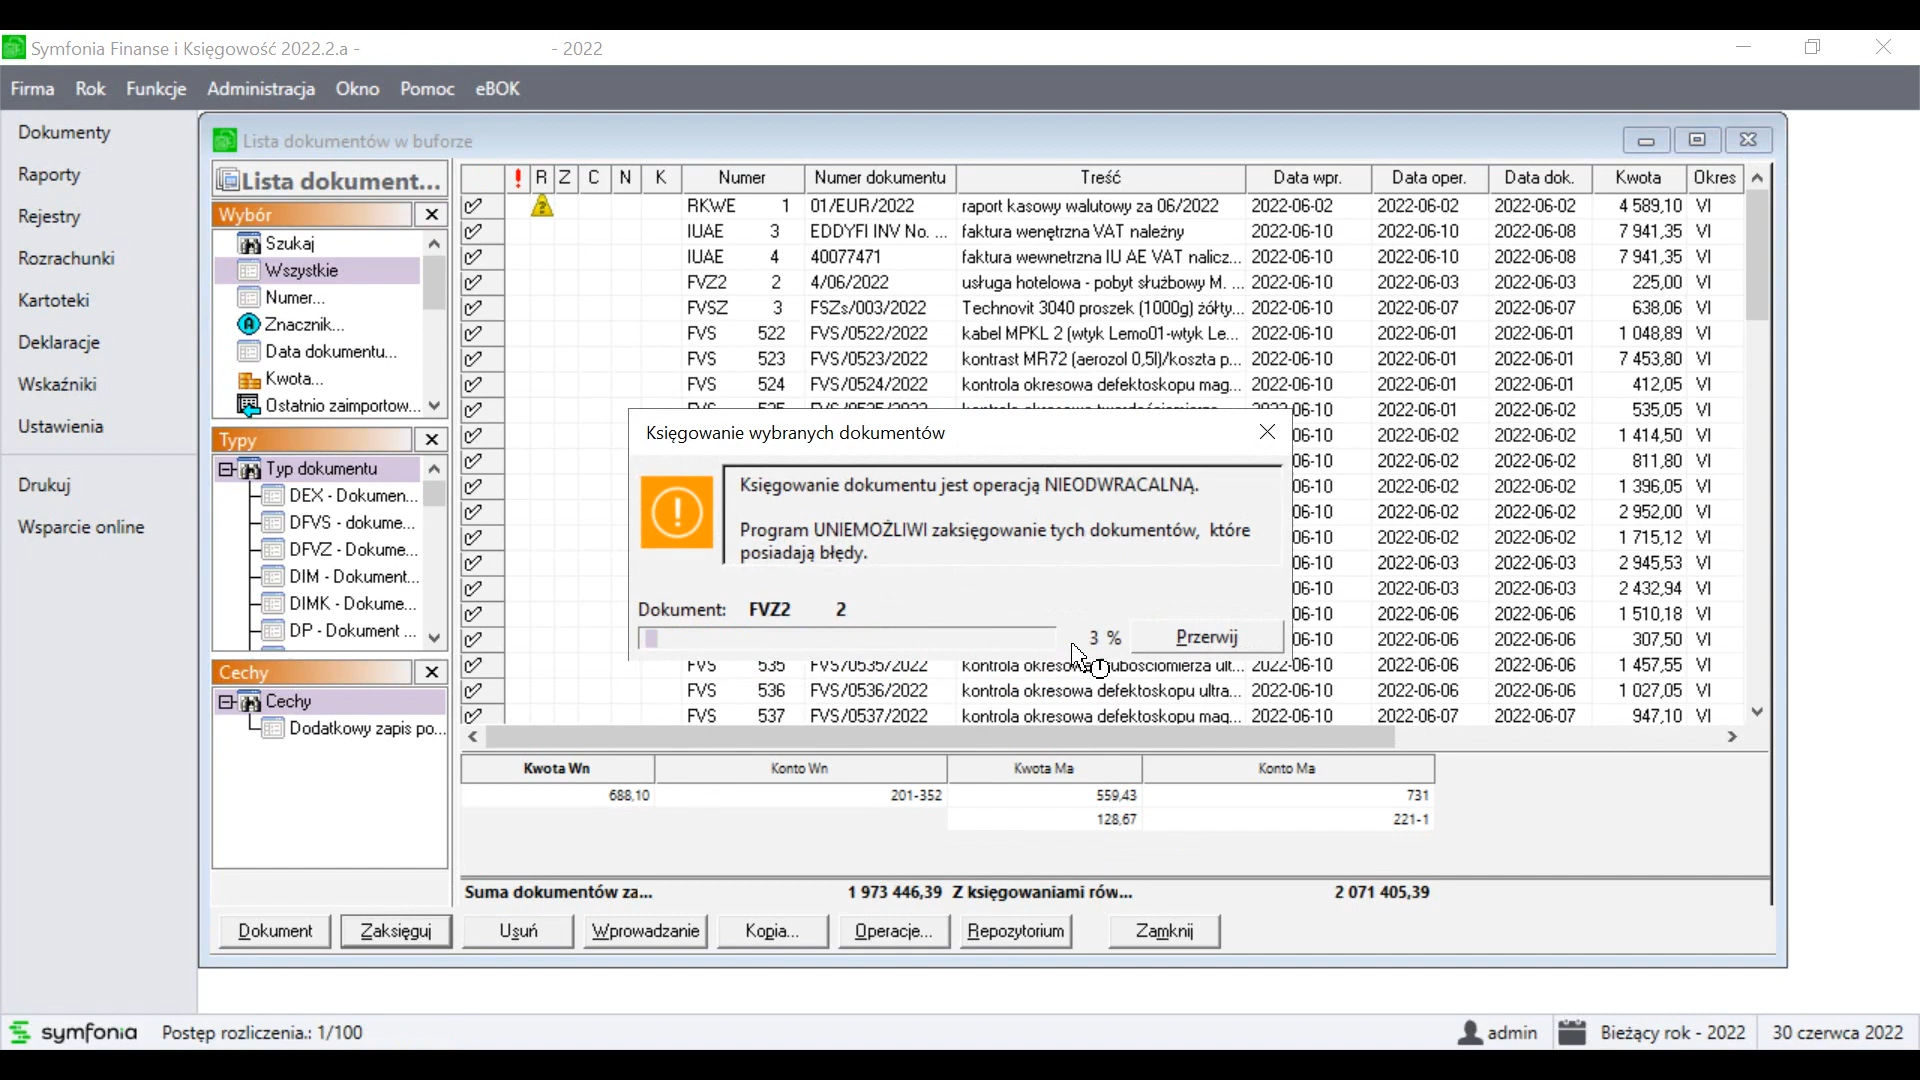 Symfonia Finanse i Księgowość 2022.2.a - - 2022
Firma Rok Funkcje Administracja Okno Pomoc eBOK
Dokumenty
Raporty
Rejestry
Rozrachunki
Kartoteki
Deklaracje
Wskaźniki
Ustawienia
Drukuj
Wsparcie online
Lista dokumentów w buforze
Lista dokument...
Wybór
Szukaj
Wszystkie
Numer...
Znacznik...
Data dokumentu...
Kwota...
Ostatnio zaimportow...
Typy
Typ dokumentu
DEX - Dokumen...
DFVS - dokume...
DFVZ - Dokume...
DIM - Dokument...
DIMK - Dokume...
DP - Dokument ...
Cechy
Cechy
Dodatkowy zapis po...
! R Z C N K Numer Numer dokumentu Treść Data wpr. Data oper. Data dok. Kwota Okres
RKWE 1 01/EUR/2022 raport kasowy walutowy za 06/2022 2022-06-02 2022-06-02 2022-06-02 4 589,10 VI
IUAE 3 EDDYFI INV No. ... faktura wenętrzna VAT należny 2022-06-10 2022-06-10 2022-06-08 7 941,35 VI
IUAE 4 40077471 faktura wewnetrzna IU AE VAT nalicz... 2022-06-10 2022-06-10 2022-06-08 7 941,35 VI
FVZ2 2 4/06/2022 usługa hotelowa - pobyt służbowy M. ... 2022-06-10 2022-06-03 2022-06-03 225,00 VI
FVSZ 3 FSZs/003/2022 Technovit 3040 proszek (1000g) żółty... 2022-06-10 2022-06-07 2022-06-07 638,06 VI
FVS 522 FVS/0522/2022 kabel MPKL 2 (wtyk Lemo01-wtyk Le... 2022-06-10 2022-06-01 2022-06-01 1 048,89 VI
FVS 523 FVS/0523/2022 kontrast MR72 (aerozol 0,5l)/koszta p... 2022-06-10 2022-06-01 2022-06-01 7 453,80 VI
FVS 524 FVS/0524/2022 kontrola okresowa defektoskopu mag... 2022-06-10 2022-06-01 2022-06-01 412,05 VI
06-10 2022-06-01 2022-06-02 535,05 VI
06-10 2022-06-02 2022-06-02 1 414,50 VI
06-10 2022-06-02 2022-06-02 811,80 VI
06-10 2022-06-02 2022-06-02 1 396,05 VI
06-10 2022-06-02 2022-06-02 2 952,00 VI
06-10 2022-06-02 2022-06-02 1 715,12 VI
06-10 2022-06-03 2022-06-03 2 945,53 VI
06-10 2022-06-03 2022-06-03 2 432,94 VI
06-10 2022-06-06 2022-06-06 1 510,18 VI
06-10 2022-06-06 2022-06-06 307,50 VI
FVS 535 FVS/0535/2022 kontrola 2022-06-10 2022-06-06 2022-06-06 1 457,55 VI
FVS 536 FVS/0536/2022 kontrola okresowa defektoskopu ultra... 2022-06-10 2022-06-06 2022-06-06 1 027,05 VI
FVS 537 FVS/0537/2022 kontrola okresowa defektoskopu mag... 2022-06-10 2022-06-07 2022-06-07 947,10 VI
Księgowanie wybranych dokumentów
Księgowanie dokumentu jest operacją NIEODWRACALNĄ.
Program UNIEMOŻLIWI zaksięgowanie tych dokumentów, które
posiadają błędy.
Dokument: FVZ2 2
3 % Przerwij
Kwota Wn Konto Wn Kwota Ma Konto Ma
688,10 201-352 559,43 731
128,67 221-1
Suma dokumentów za... 1 973 446,39 Z księgowaniami rów... 2 071 405,39
Dokument Zaksięguj Usuń Wprowadzanie Kopia... Operacje... Repozytorium Zamknij
symfonia Postęp rozliczenia.: 1/100 admin Bieżący rok - 2022 30 czerwca 2022